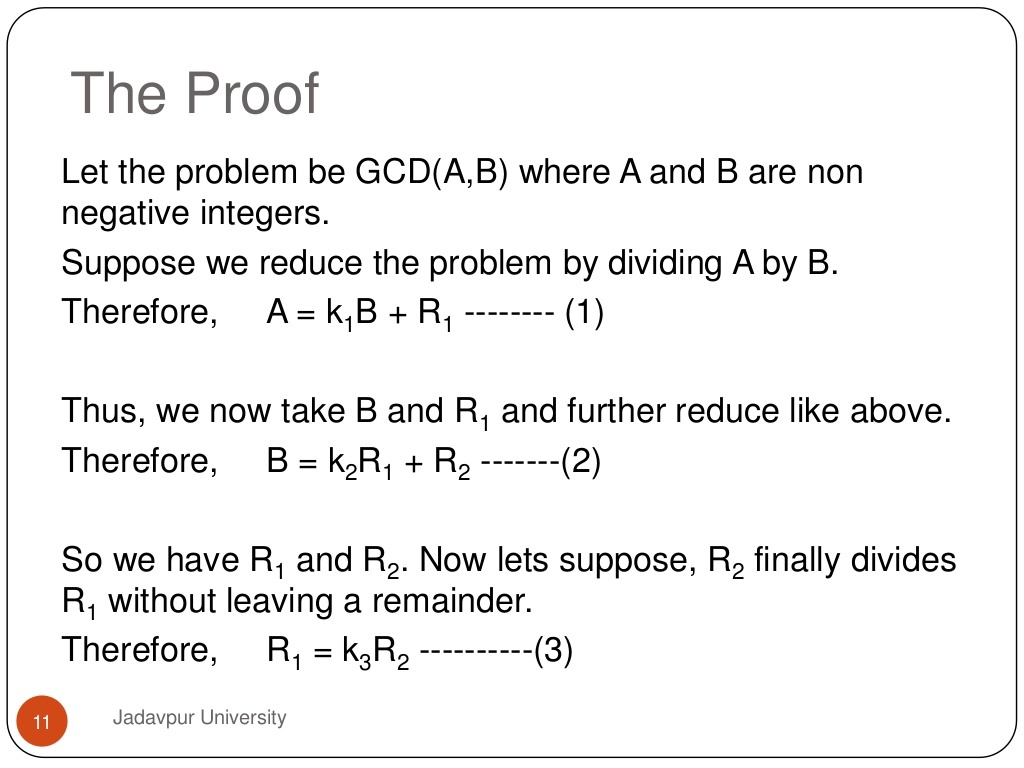 The Proof
Let the problem be GCD(A,B) where A and B are non
negative integers.
Suppose we reduce the problem by dividing A by B.
Therefore, A = k₁B + R₁ -------- (1)
Thus, we now take B and R₁ and further reduce like above.
Therefore, B = k₂R₁ + R₂ -------(2)
So we have R₁ and R₂. Now lets suppose, R₂ finally divides
R₁ without leaving a remainder.
Therefore, R₁ = k₃R₂ ----------(3)
11 Jadavpur University